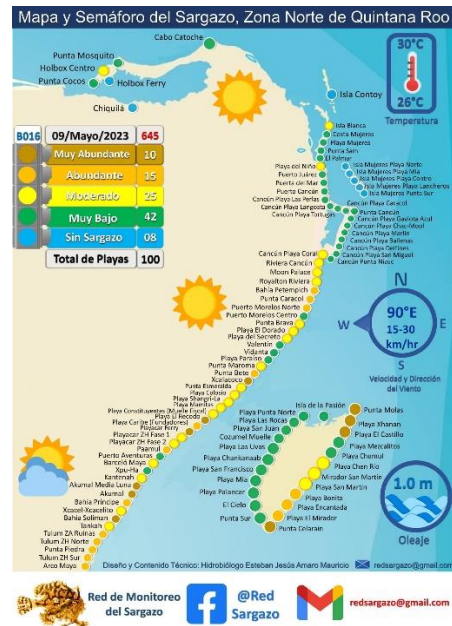 Mapa y Semáforo del Sargazo, Zona Norte de Quintana Roo
Cabo Catoche
Punta Mosquito
Holbox Centro
Punta Cocos
Holbox Ferry
Chiquilá
30°C
26°C
Temperatura
Isla Contoy
B016 09/Mayo/2023 645
Muy Abundante 10
Abundante 15
Moderado 25
Muy Bajo 42
Sin Sargazo 08
Total de Playas 100
Isla Blanca
Costa Mujeres
Playa Mujeres
Punta Sam
El Palmar
Playa del Niño
Puerto Juárez
Puerta del Mar
Punta Cancún
Cancún Playa Las Perlas
Cancún Playa Langosta
Cancún Playa Tortugas
Isla Mujeres Playa Norte
Isla Mujeres Playa Mia
Isla Mujeres Playa Centro
Isla Mujeres Playa Lancheros
Isla Mujeres Punta Sur
Cancún Playa Caracol
Punta Cancún
Cancún Playa Gaviota Azul
Cancún Playa Chac-Mool
Cancún Playa Marlin
Cancún Playa Ballenas
Cancún Playa Delfines
Cancún Playa San Miguel
Cancún Punta Nizuc
Cancún Playa Coral
Riviera Cancún
Moon Palace
Royalton Riviera
Bahía Petempich
Punta Caracol
Puerto Morelos Norte
Puerto Morelos Centro
Punta Brava
Playa El Dorado
Playa del Secreto
Valentín
Vidanta
Playa Paraíso
Punta Maroma
Punta Bete
Xcalacoco
Punta Esmeralda
Playa Colosio
Playa Shangri-La
Playa Mamitas
Playa Constituyentes (Muelle Fiscal)
Playa El Recodo
Playa Caribe (Fundadores)
Playacar Ferry
Playacar ZH Fase 1
Playacar ZH Fase 2
Paamul
Puerto Aventuras
Barceló Maya
Xpu-Ha
Kantenah
Akumal Media Luna
Akumal
Bahía Príncipe
Xcacel-Xcacelito
Bahía Soliman
Tankah
Tulum ZA Ruinas
Tulum ZH Norte
Punta Piedra
Tulum ZH Sur
Arco Maya
N
W
E
S
90°E
15-30
km/hr
Velocidad y Dirección
del Viento
Isla de la Pasión
Playa Punta Norte
Playa Las Rocas
Playa San Juan
Cozumel Muelle
Playa Las Uvas
Playa Chankanaab
Playa San Francisco
Playa Mia
Playa Palancar
El Cielo
Punta Sur
Punta Molas
Playa Xhanan
Playa El Castillo
Playa Mezcalitos
Playa Chemul
Playa Chen Río
Mirador San Martin
Playa San Martin
Playa Bonita
Playa Encantada
Playa El Mirador
Punta Celarain
1.0 m
Oleaje
Diseño y Contenido Técnico: Hidrobiólogo Esteban Jesús Amaro Mauricio redsargazo@gmail.com
Red de Monitoreo
del Sargazo
@Red
Sargazo
redsargazo@gmail.com